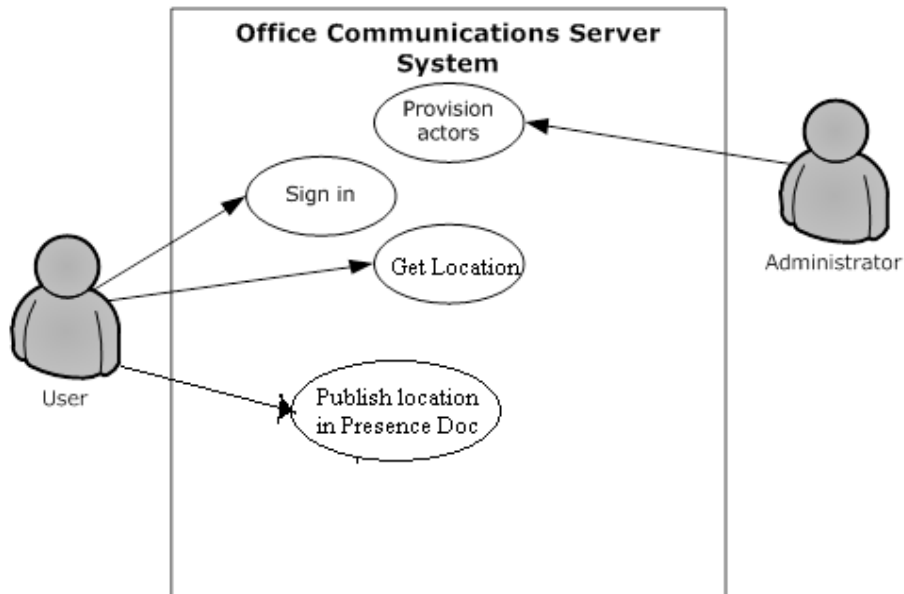 Office Communications Server
System
Provision
actors
Sign in
Get Location
Administrator
User
Publish location
in Presence Doc